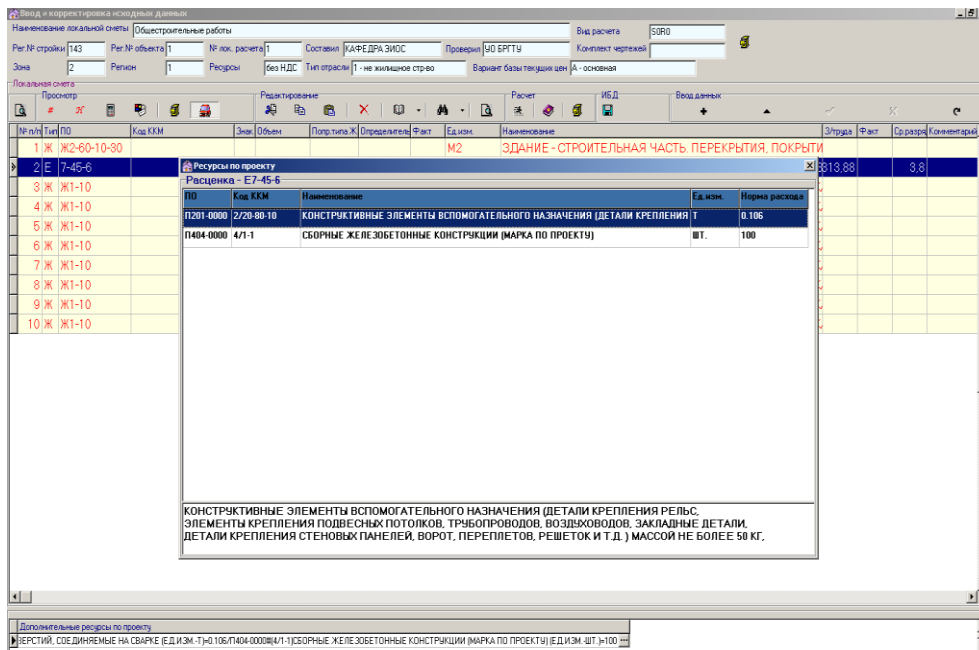 Ввод и корректировка исходных данных
Наименование локальной сметы Общестроительные работы Вид расчета S0R0
Рег.№ стройки 143 Рег.№ объекта 1 № лок. расчета 1 Составил КАФЕДРА ЭИОС Проверил УО БРГТУ Комплект чертежей
Зона 2 Регион 1 Ресурсы без НДС Тип отрасли 1 - не жилищное стр-во Вариант базы текущих цен А - основная
Локальная смета
Просмотр Редактирование Расчет ИБД Ввод данных
№ п/п Тип ПО Код ККМ Знак Объем Попр.типа Ж Определитель Факт Ед.изм. Наименование З/труда Факт Ср.разря Комментарий
1 Ж Ж2-60-10-30 М2 ЗДАНИЕ - СТРОИТЕЛЬНАЯ ЧАСТЬ. ПЕРЕКРЫТИЯ, ПОКРЫТИ
2 Е 7-45-6 313,88 3,8
3 Ж Ж1-10
4 Ж Ж1-10
5 Ж Ж1-10
6 Ж Ж1-10
7 Ж Ж1-10
8 Ж Ж1-10
9 Ж Ж1-10
10 Ж Ж1-10
Ресурсы по проекту
Расценка - Е7-45-6
ПО Код ККМ Наименование Ед.изм. Норма расхода
П201-0000 2/20-80-10 КОНСТРУКТИВНЫЕ ЭЛЕМЕНТЫ ВСПОМОГАТЕЛЬНОГО НАЗНАЧЕНИЯ (ДЕТАЛИ КРЕПЛЕНИЯ Т 0.106
П404-0000 4/1-1 СБОРНЫЕ ЖЕЛЕЗОБЕТОННЫЕ КОНСТРУКЦИИ (МАРКА ПО ПРОЕКТУ) ШТ. 100
КОНСТРУКТИВНЫЕ ЭЛЕМЕНТЫ ВСПОМОГАТЕЛЬНОГО НАЗНАЧЕНИЯ (ДЕТАЛИ КРЕПЛЕНИЯ РЕЛЬС,
ЭЛЕМЕНТЫ КРЕПЛЕНИЯ ПОДВЕСНЫХ ПОТОЛКОВ, ТРУБОПРОВОДОВ, ВОЗДУХОВОДОВ, ЗАКЛАДНЫЕ ДЕТАЛИ,
ДЕТАЛИ КРЕПЛЕНИЯ СТЕНОВЫХ ПАНЕЛЕЙ, ВОРОТ, ПЕРЕПЛЕТОВ, РЕШЕТОК И Т.Д. ) МАССОЙ НЕ БОЛЕЕ 50 КГ,
Дополнительные ресурсы по проекту
ЗЕРСТИЙ, СОЕДИНЯЕМЫЕ НА СВАРКЕ (ЕД.ИЗМ.-Т)=0.106/П404-0000#(4/1-1)СБОРНЫЕ ЖЕЛЕЗОБЕТОННЫЕ КОНСТРУКЦИИ (МАРКА ПО ПРОЕКТУ) (ЕД.ИЗМ.-ШТ.)=100